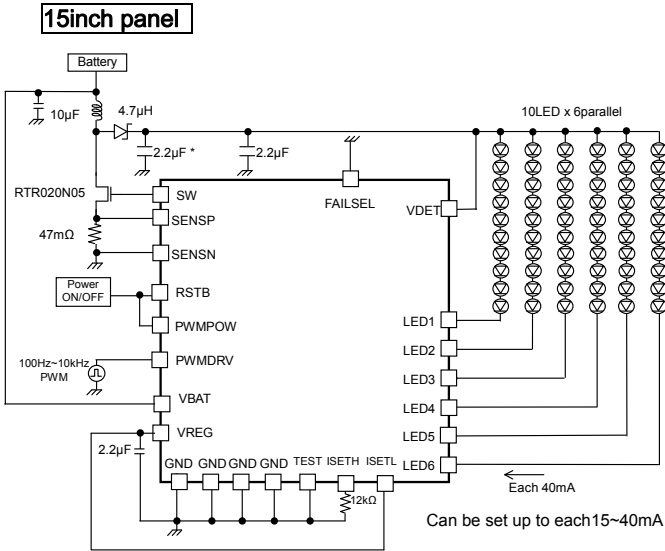 15inch panel
Battery
10µF
4.7µH
10LED x 6parallel
2.2µF *
2.2µF
RTR020N05
SW
FAILSEL
VDET
SENSP
47mΩ
SENSN
Power
ON/OFF
RSTB
PWMPOW
LED1
LED2
100Hz~10kHz
PWM
PWMDRV
LED3
VBAT
LED4
VREG
LED5
2.2µF
GND GND GND GND TEST ISETH ISETL
LED6
12kΩ
Each 40mA
Can be set up to each15~40mA